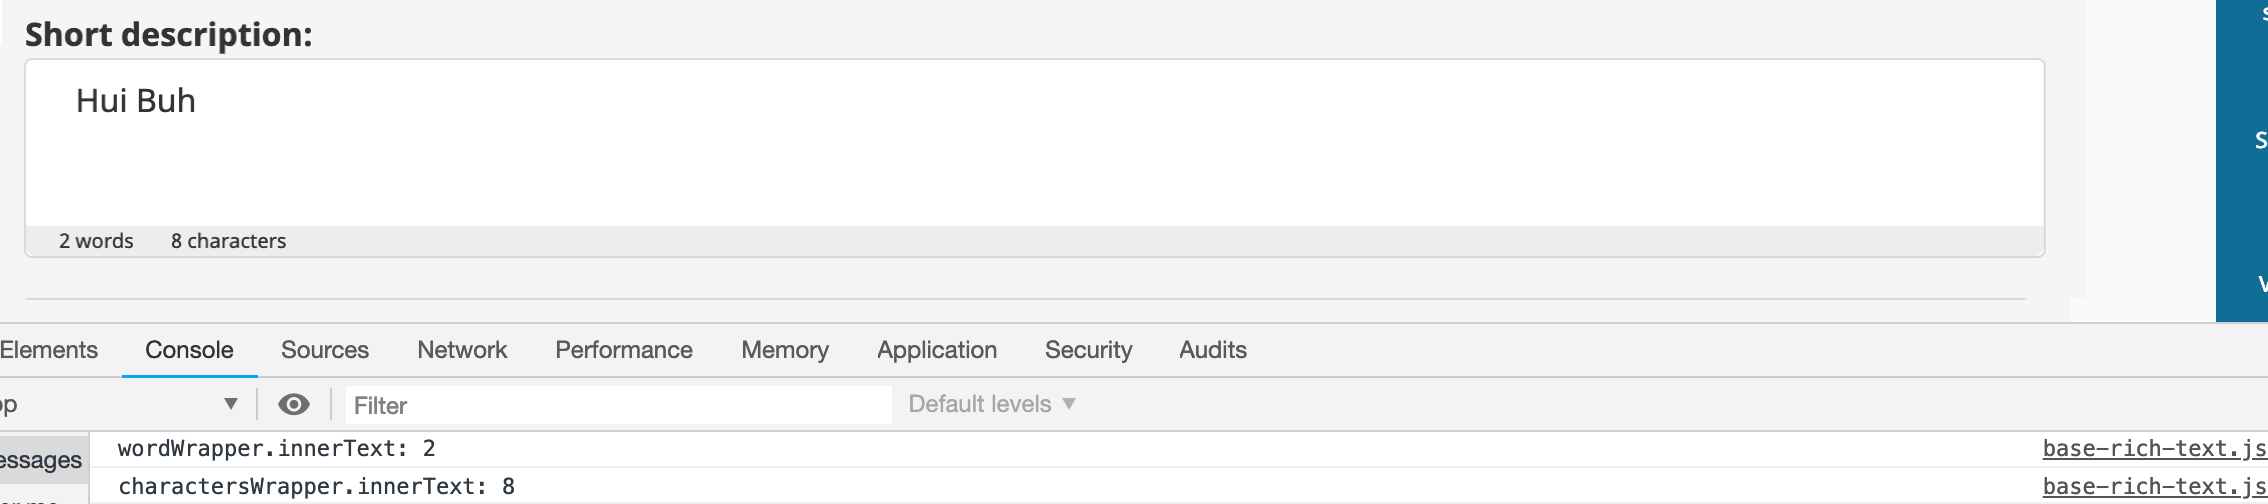 Short description:
Hui Buh
2 words 8 characters
S
Elements Console Sources Network Performance Memory Application Security Audits
op ▼ Filter Default levels ▼
wordWrapper.innerText: 2 base-rich-text.js
essages
charactersWrapper.innerText: 8 base-rich-text.js